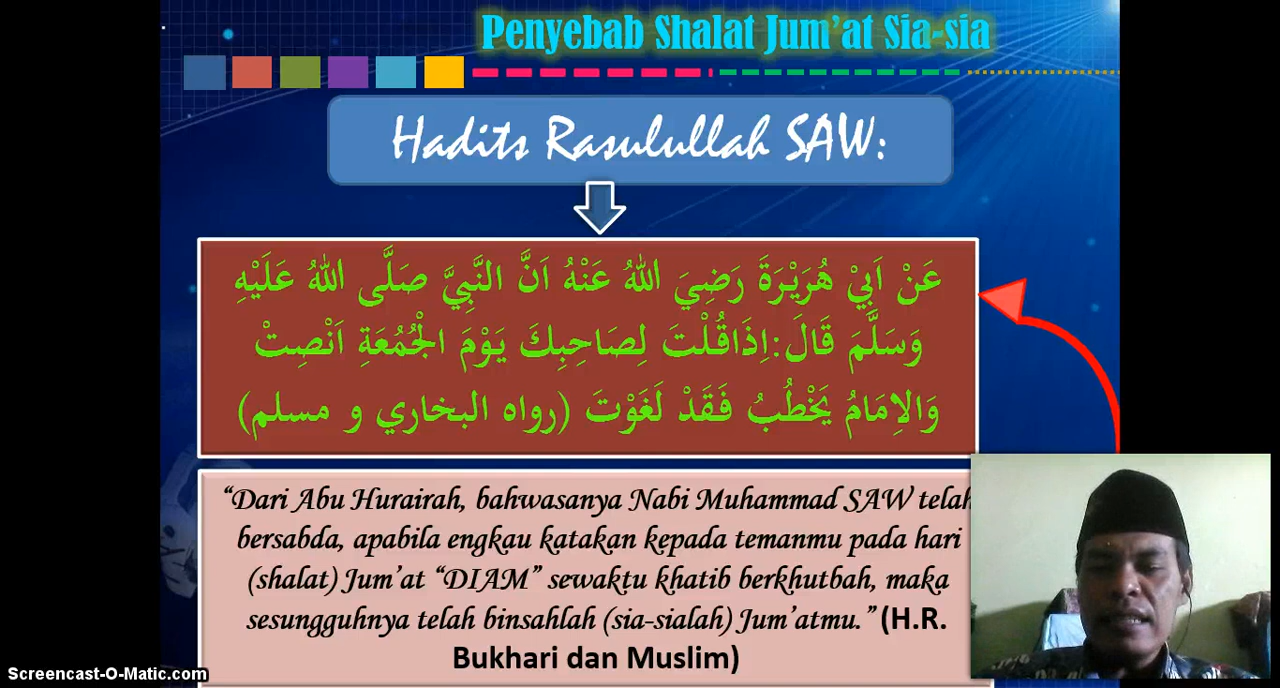 Penyebab Shalat Jum’at Sia-sia
Hadits Rasulullah SAW:
عَنْ اَبِيْ هُرَيْرَةَ رَضِيَ اللهُ عَنْهُ اَنَّ النَّبِيَّ صَلَّى اللهُ عَلَيْهِ
وَسَلَّمَ قَالَ:اِذَاقُلْتَ لِصَاحِبِكَ يَوْمَ الْجُمُعَةِ اَنْصِتْ
وَالاِمَامُ يَخْطُبُ فَقَدْ لَغَوْتَ (رواه البخاري و مسلم)
“Dari Abu Hurairah, bahwasanya Nabi Muhammad SAW telah
bersabda, apabila engkau katakan kepada temanmu pada hari
(shalat) Jum’at “DIAM” sewaktu khatib berkhutbah, maka
sesungguhnya telah binsahlah (sia-sialah) Jum’atmu.” (H.R.
Bukhari dan Muslim)
Screencast-O-Matic.com